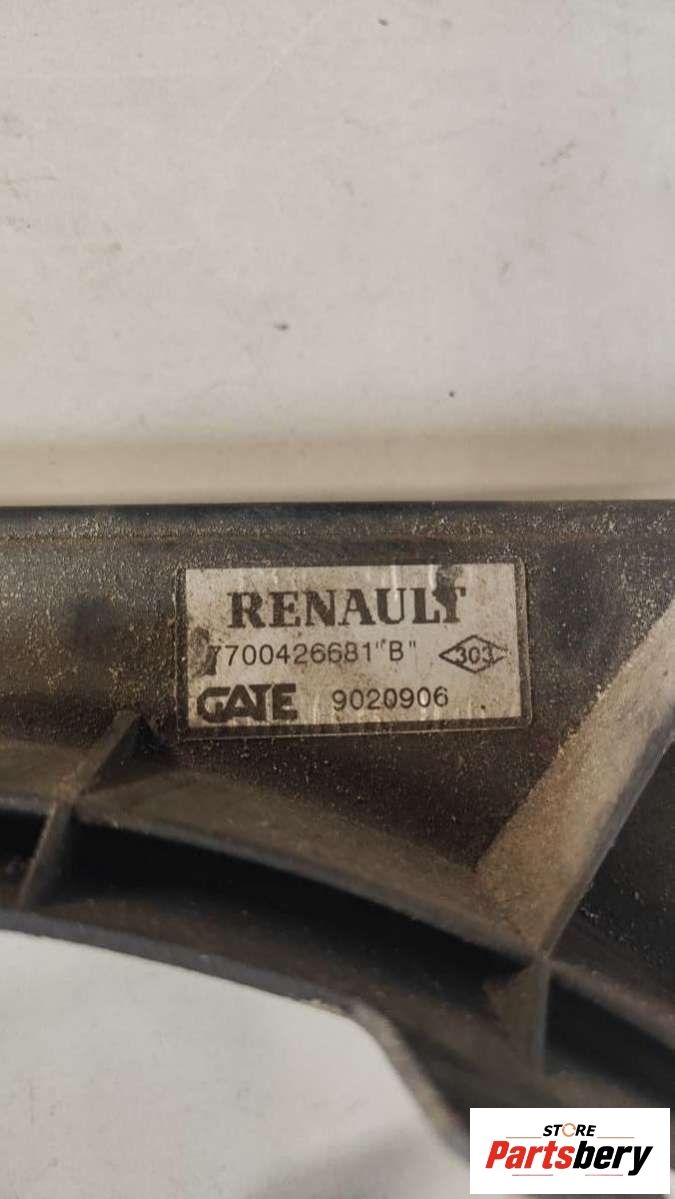 RENAULT
7700426681"B" 303
GATE 9020906
STORE
Partsbery